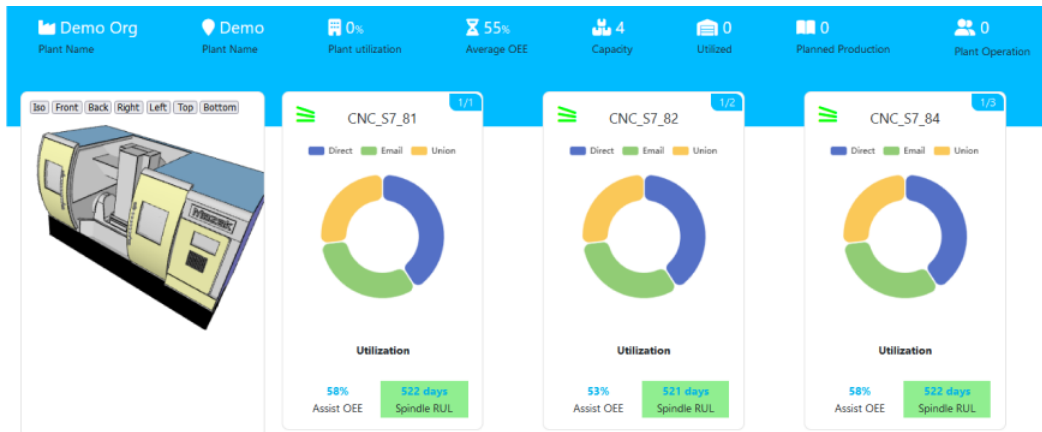 Demo Org
Plant Name
Demo
Plant Name
0%
Plant utilization
55%
Average OEE
4
Capacity
0
Utilized
0
Planned Production
0
Plant Operation
Iso Front Back Right Left Top Bottom
1/1
CNC_S7_81
Direct Email Union
Utilization
58%
Assist OEE
522 days
Spindle RUL
1/2
CNC_S7_82
Direct Email Union
Utilization
53%
Assist OEE
521 days
Spindle RUL
1/3
CNC_S7_84
Direct Email Union
Utilization
58%
Assist OEE
522 days
Spindle RUL